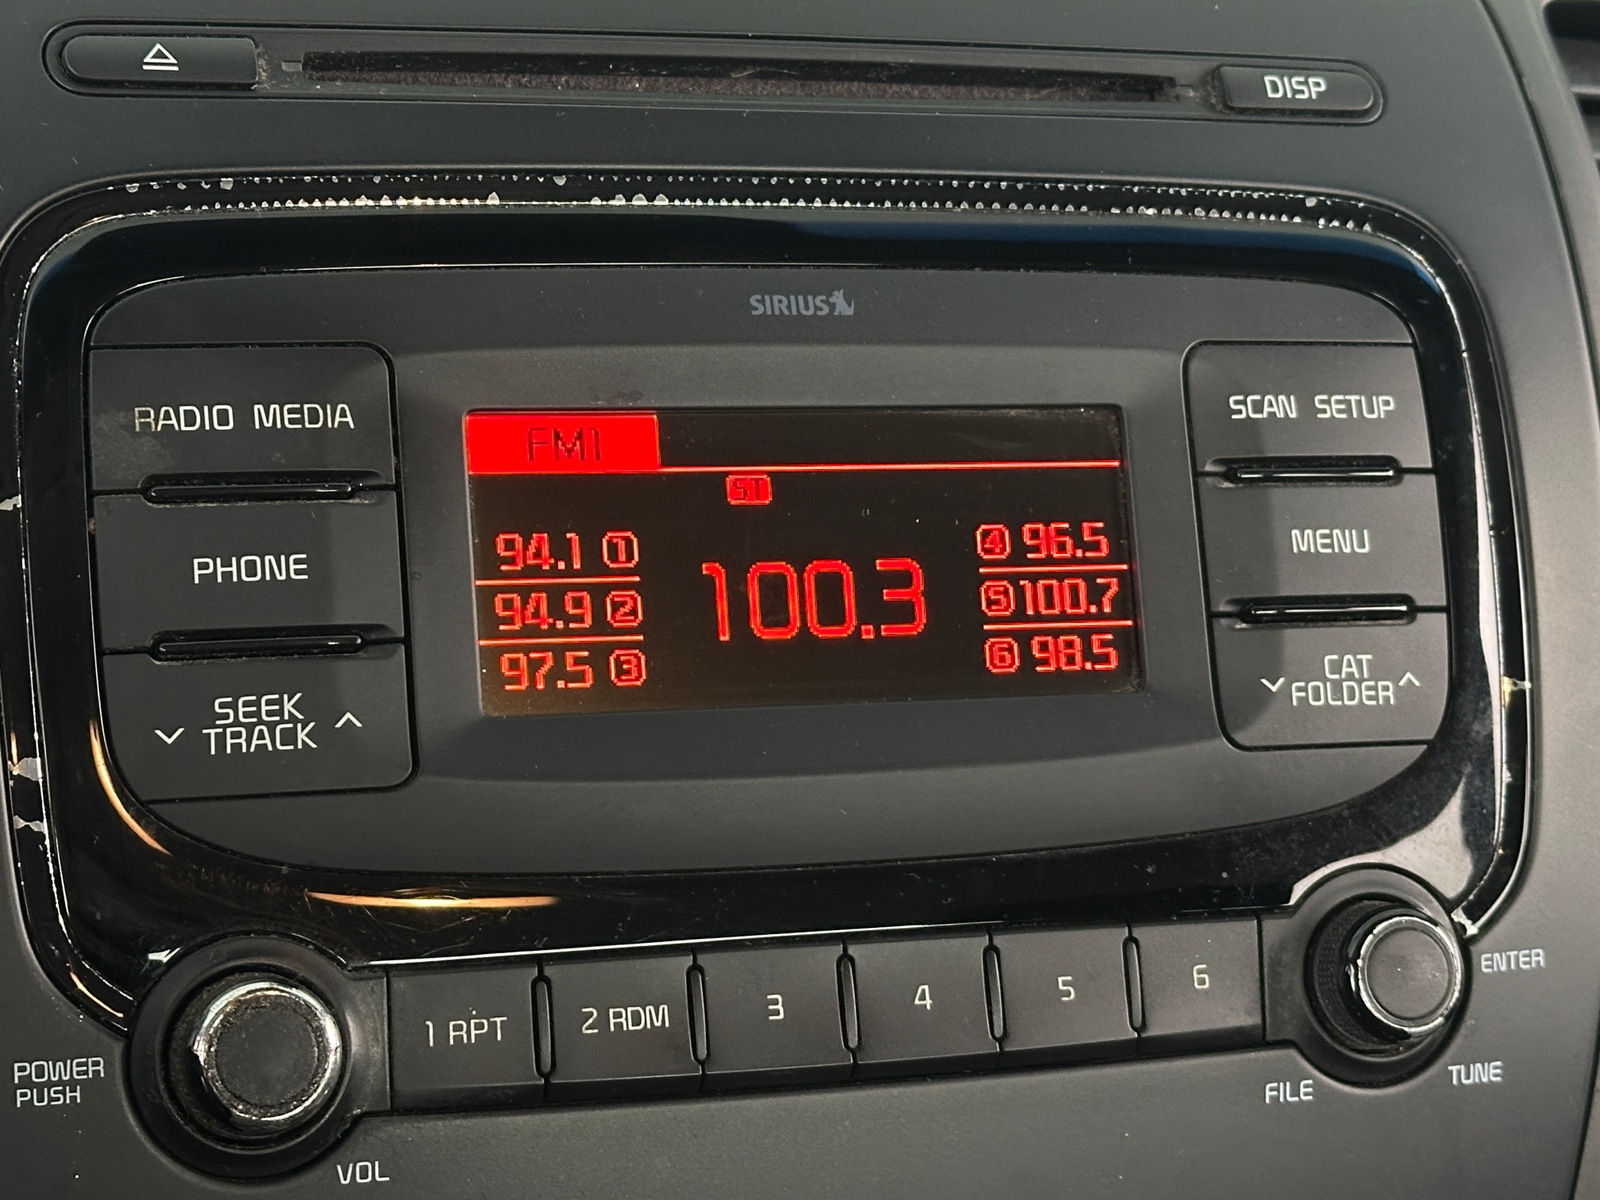 DISP
SIRIUS
RADIO MEDIA
SCAN SETUP
FM1
ST
94.1 1
94.9 2
97.5 3
100.3
4 96.5
5 100.7
6 98.5
PHONE
MENU
SEEK
TRACK
CAT
FOLDER
1 RPT
2 RDM
3
4
5
6
POWER
PUSH
VOL
ENTER
TUNE
FILE